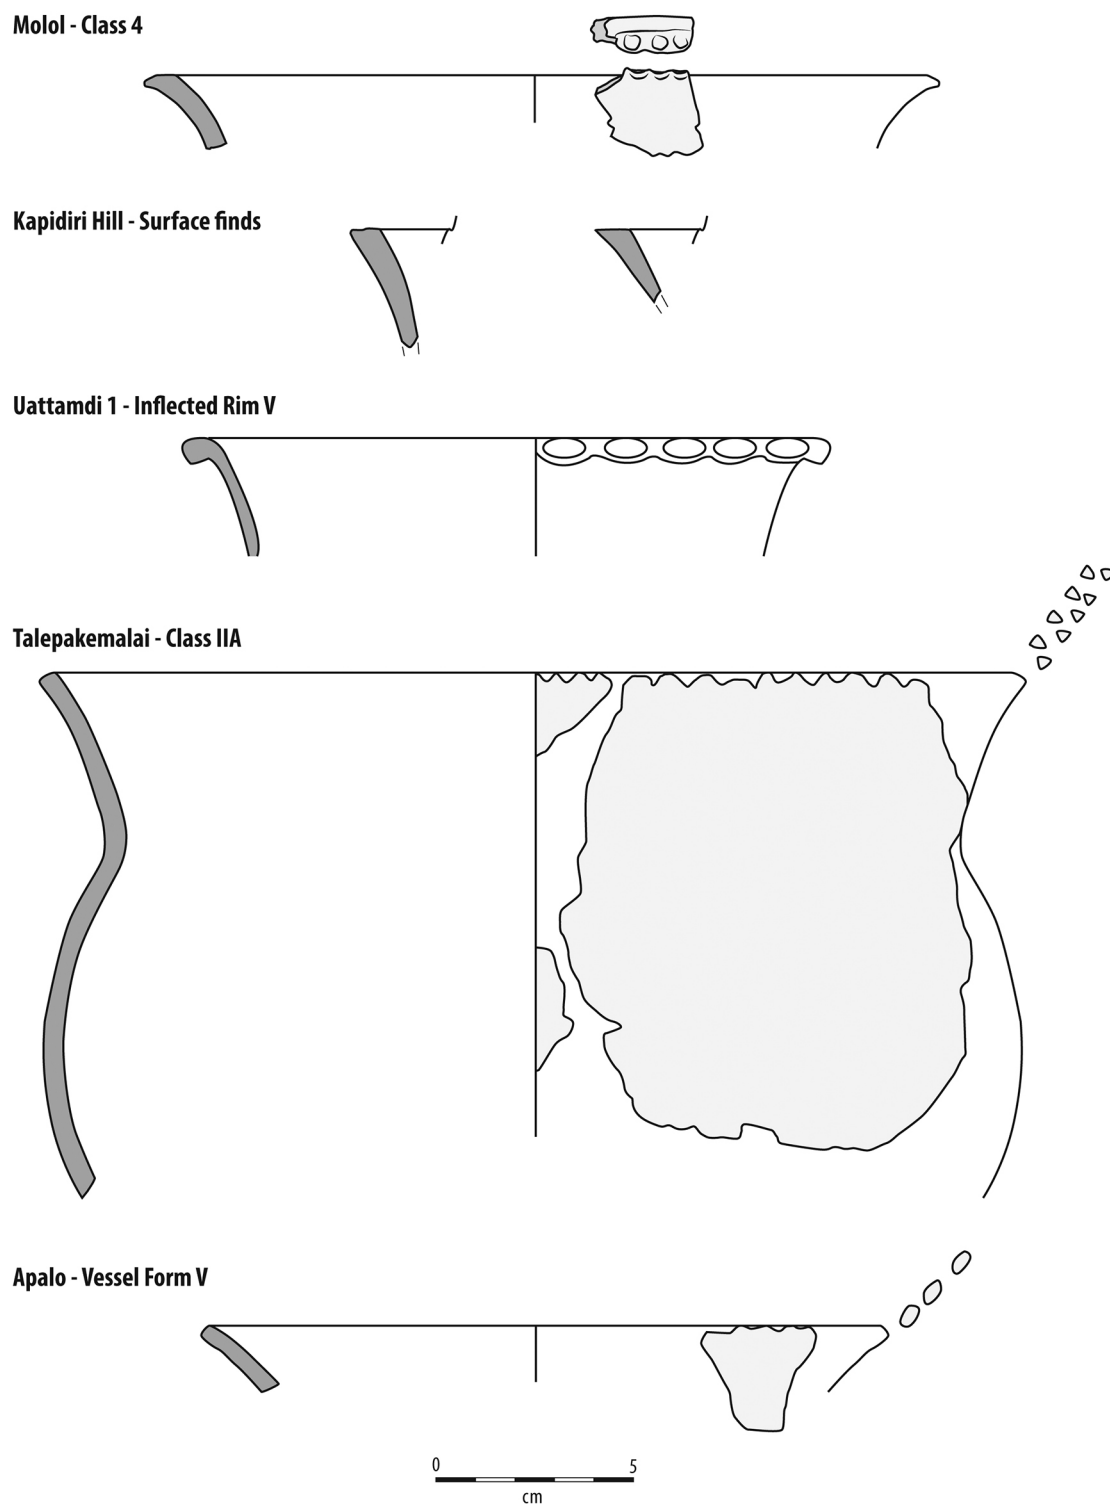 Molol - Class 4
Kapidiri Hill - Surface finds
Uattamdi 1 - Inflected Rim V
Talepakemalai - Class IIA
Apalo - Vessel Form V
0 5
cm